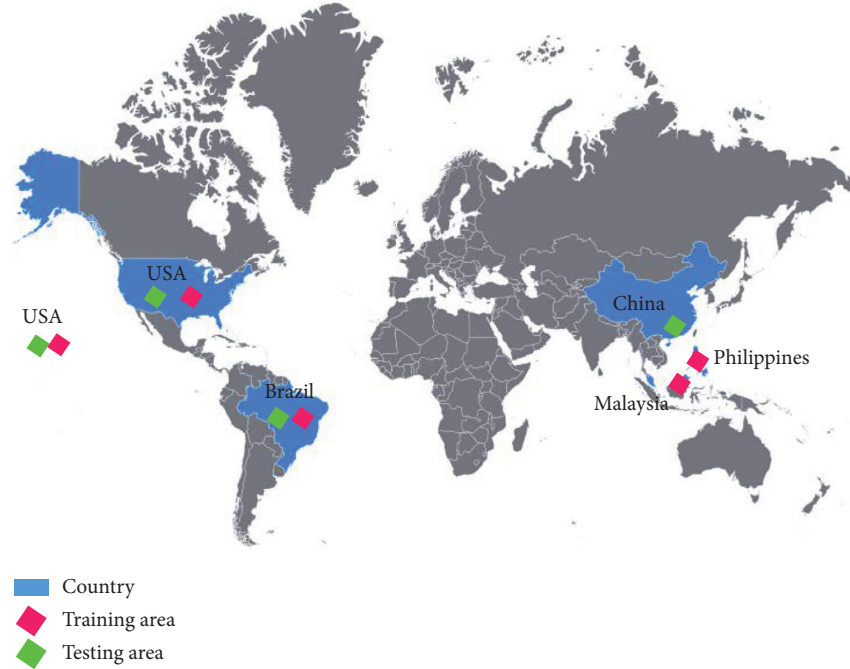 USA
China
USA
Philippines
Brazil
Malaysia
Country
Training area
Testing area